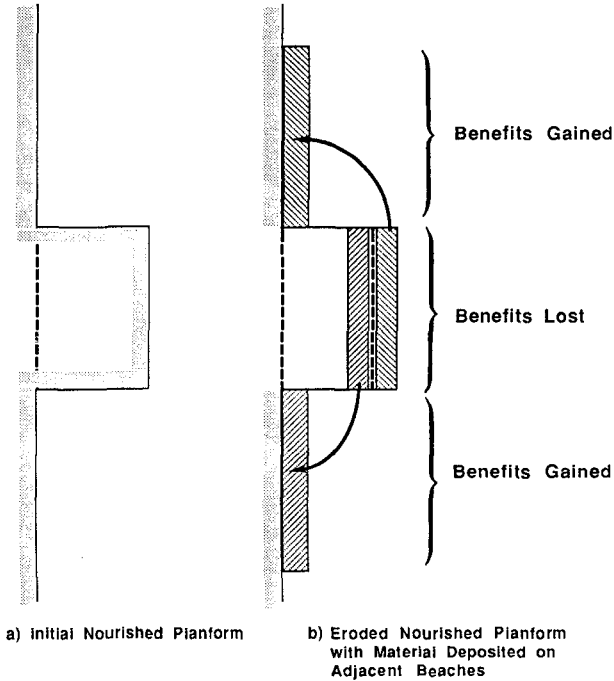 Benefits Gained
Benefits Lost
Benefits Gained
a) Initial Nourished Planform
b) Eroded Nourished Planform
with Material Deposited on
Adjacent Beaches